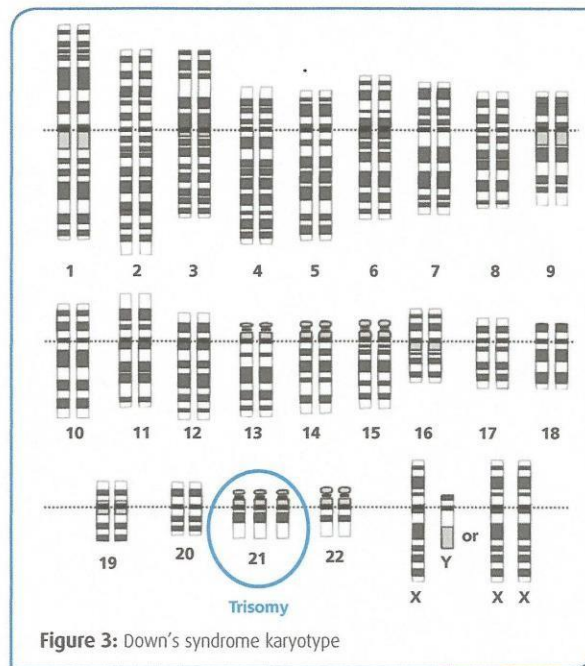 1 2 3 4 5 6 7 8 9
10 11 12 13 14 15 16 17 18
19 20 21 22 X Y or X X
Trisomy
Figure 3: Down's syndrome karyotype